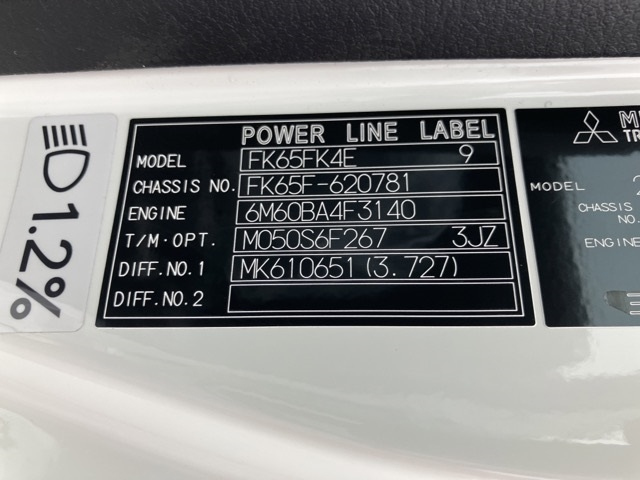 POWER LINE LABEL
MODEL FK65FK4E 9
CHASSIS NO. FK65F-620781
ENGINE 6M60BA4F3140
T/M·OPT. M050S6F267 3JZ
DIFF.NO.1 MK610651(3.727)
DIFF.NO.2
1.2%
MODEL 2
CHASSIS
NO.
ENGINE